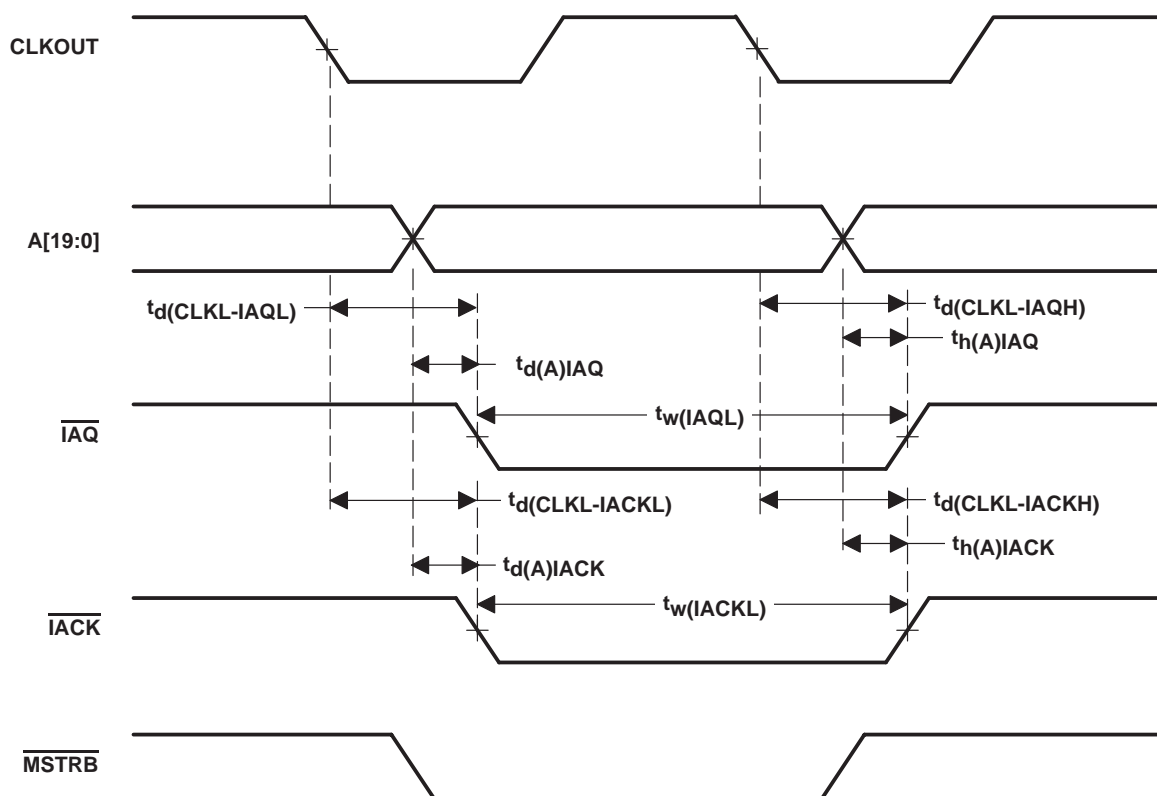 CLKOUT
A[19:0]
td(CLKL-IAQL)
td(CLKL-IAQH)
th(A)IAQ
td(A)IAQ
tw(IAQL)
IAQ
td(CLKL-IACKL)
td(CLKL-IACKH)
th(A)IACK
td(A)IACK
tw(IACKL)
IACK
MSTRB